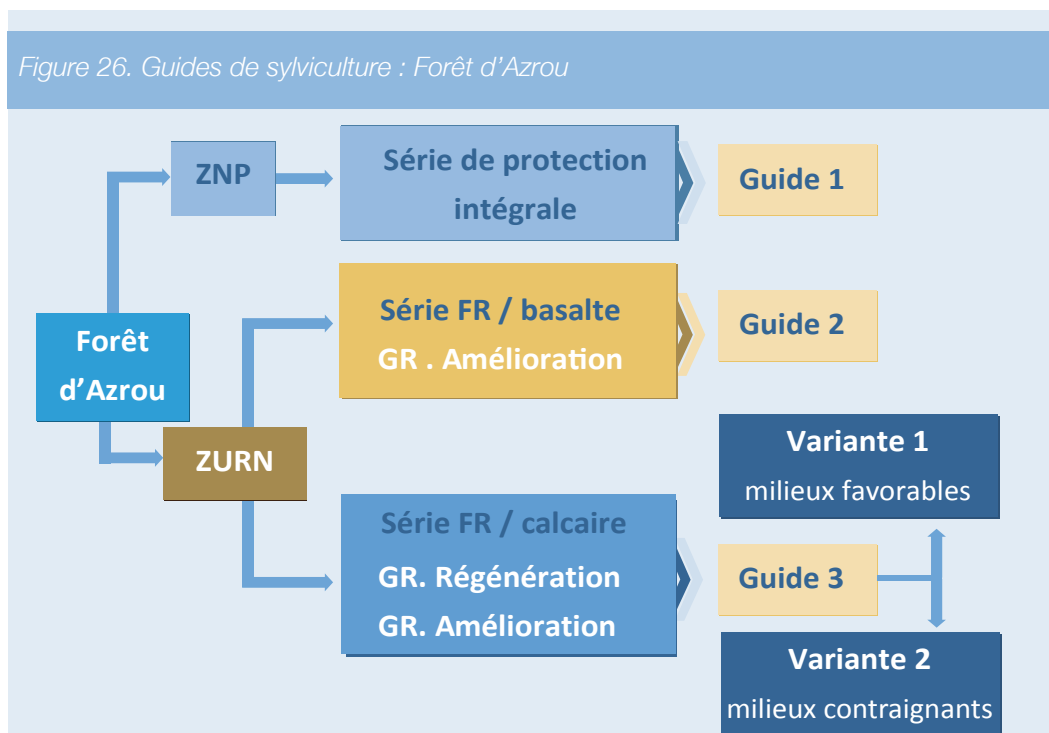 Figure 26. Guides de sylviculture : Forêt d'Azrou
ZNP
Série de protection
intégrale
Guide 1
Forêt
d'Azrou
Série FR / basalte
GR . Amélioration
Guide 2
ZURN
Série FR / calcaire
GR. Régénération
GR. Amélioration
Guide 3
Variante 1
milieux favorables
Variante 2
milieux contraignants